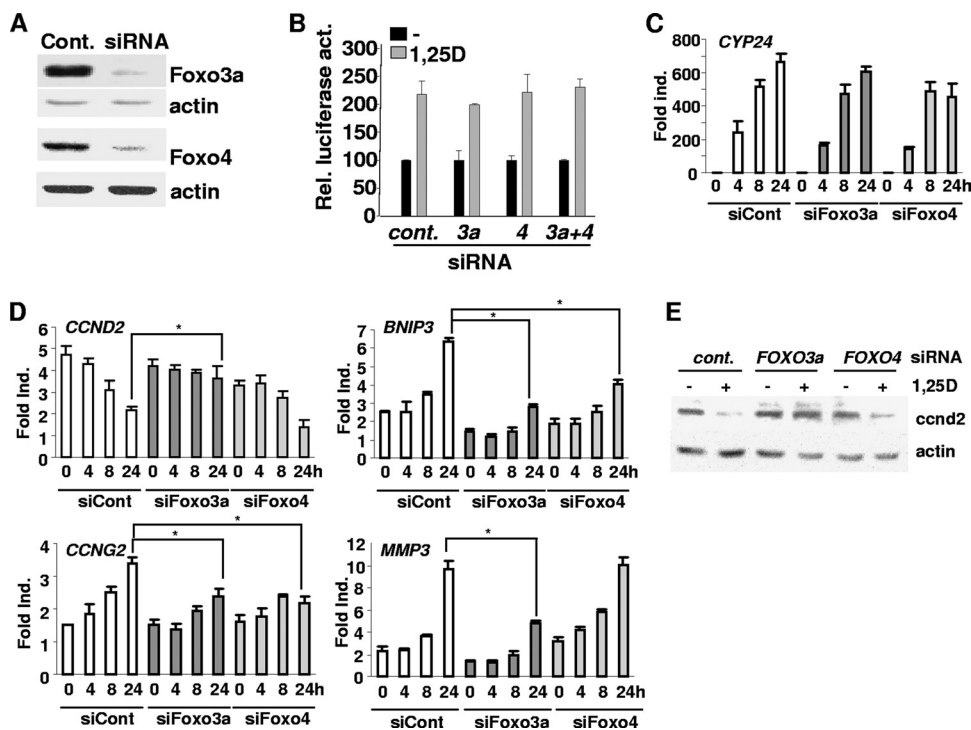 A
Cont. siRNA
Foxo3a
actin
Foxo4
actin
B
-
1,25D
Rel. luciferase act.
300
250
200
150
100
50
0
cont. 3a 4 3a+4
siRNA
C
CYP24
Fold ind.
800
600
400
200
0 4 8 24 0 4 8 24 0 4 8 24h
siCont siFoxo3a siFoxo4
D
CCND2
*
Fold Ind.
6
5
4
3
2
1
0
0 4 8 24 0 4 8 24 0 4 8 24h
siCont siFoxo3a siFoxo4
BNIP3
*
*
Fold Ind.
7
6
4
3
2
1
0
0 4 8 24 0 4 8 24 0 4 8 24h
siCont siFoxo3a siFoxo4
CCNG2
*
*
Fold Ind.
4
3
2
1
0
0 4 8 24 0 4 8 24 0 4 8 24h
siCont siFoxo3a siFoxo4
MMP3
*
Fold Ind.
12
10
8
6
4
2
0
0 4 8 24 0 4 8 24 0 4 8 24h
siCont siFoxo3a siFoxo4
E
cont. FOXO3a FOXO4 siRNA
- + - + - + 1,25D
ccnd2
actin